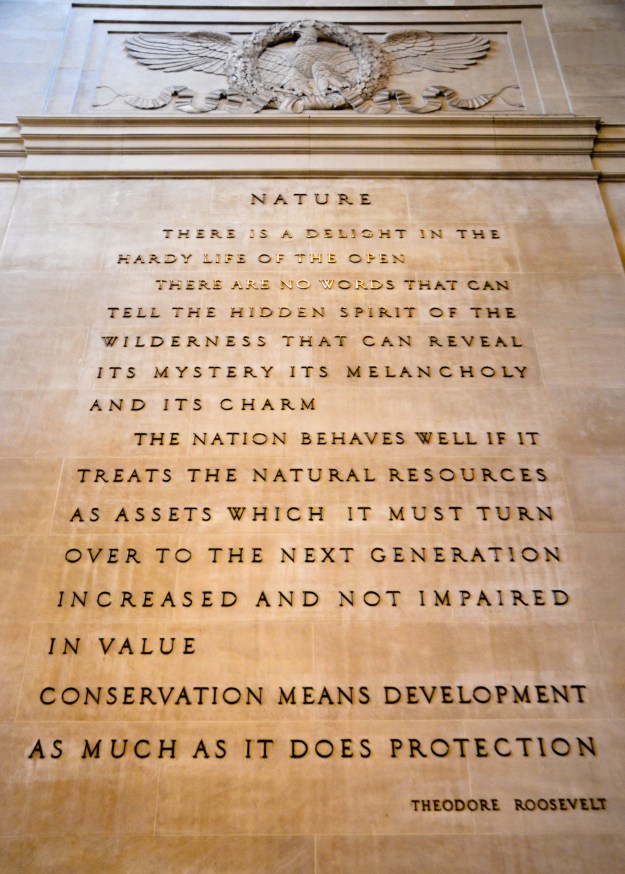 NATURE
THERE IS A DELIGHT IN THE
HARDY LIFE OF THE OPEN
THERE ARE NO WORDS THAT CAN
TELL THE HIDDEN SPIRIT OF THE
WILDERNESS THAT CAN REVEAL
ITS MYSTERY ITS MELANCHOLY
AND ITS CHARM
THE NATION BEHAVES WELL IF IT
TREATS THE NATURAL RESOURCES
AS ASSETS WHICH IT MUST TURN
OVER TO THE NEXT GENERATION
INCREASED AND NOT IMPAIRED
IN VALUE
CONSERVATION MEANS DEVELOPMENT
AS MUCH AS IT DOES PROTECTION
THEODORE ROOSEVELT